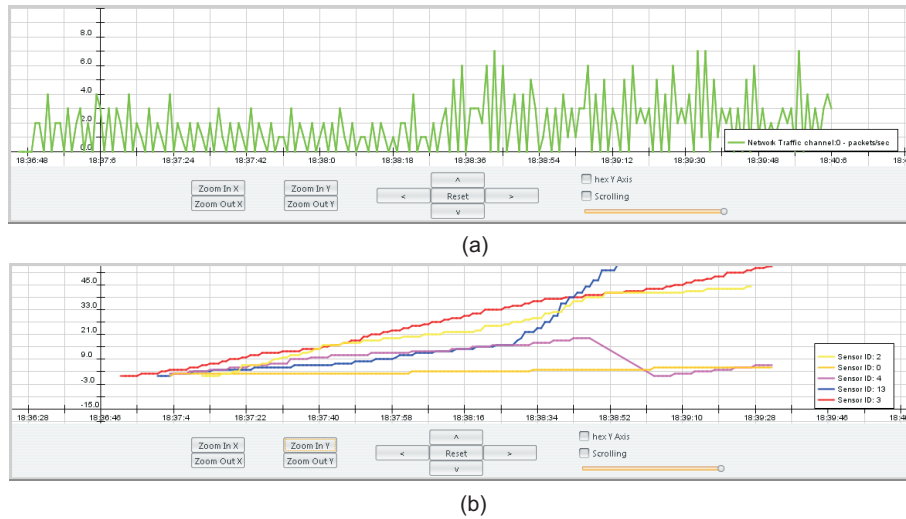 8.0
6.0
4.0
2.0
0.0
Network Traffic channel:0 - packets/sec
18:36:48 18:37:6 18:37:24 18:37:42 18:38:0 18:38:18 18:38:36 18:38:54 18:39:12 18:39:30 18:39:48 18:40:6 18:4
Zoom In X Zoom In Y ^ hex Y Axis
Zoom Out X Zoom Out Y < Reset > Scrolling
v
(a)
45.0
33.0
21.0
9.0
-3.0
-15.0
Sensor ID: 2
Sensor ID: 0
Sensor ID: 4
Sensor ID: 13
Sensor ID: 3
18:36:28 18:36:46 18:37:4 18:37:22 18:37:40 18:37:58 18:38:16 18:38:34 18:38:52 18:39:10 18:39:28 18:39:46 18:40
Zoom In X Zoom In Y ^ hex Y Axis
Zoom Out X Zoom Out Y < Reset > Scrolling
v
(b)